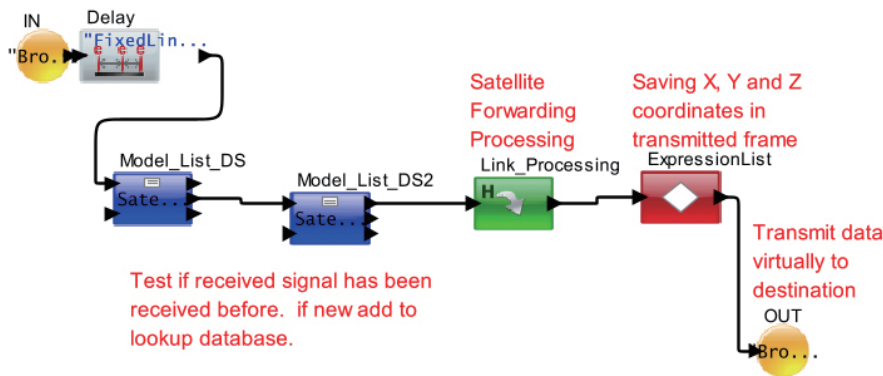 IN
"Bro...
Delay
"FixedLin...
Model_List_DS
Sate...
Model_List_DS2
Sate...
Test if received signal has been
received before.  if new add to
lookup database.
Satellite
Forwarding
Processing
Link_Processing
H
Saving X, Y and Z
coordinates in
transmitted frame
ExpressionList
Transmit data
virtually to
destination
OUT
"Bro...